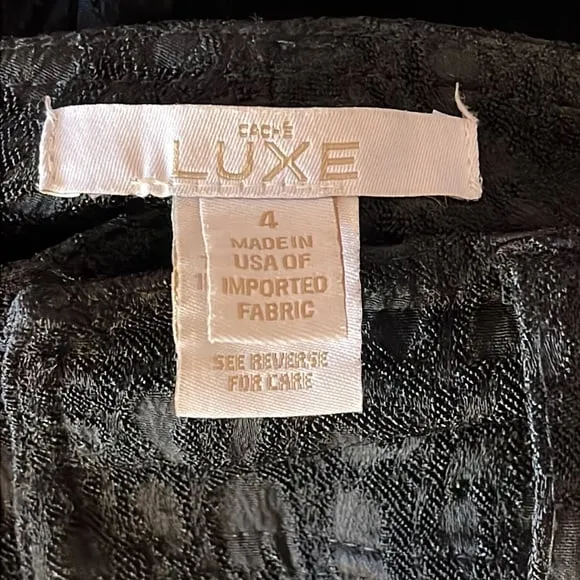 CACHÉ
LUXE
4
MADE IN
USA OF
IMPORTED
FABRIC
SEE REVERSE
FOR CARE